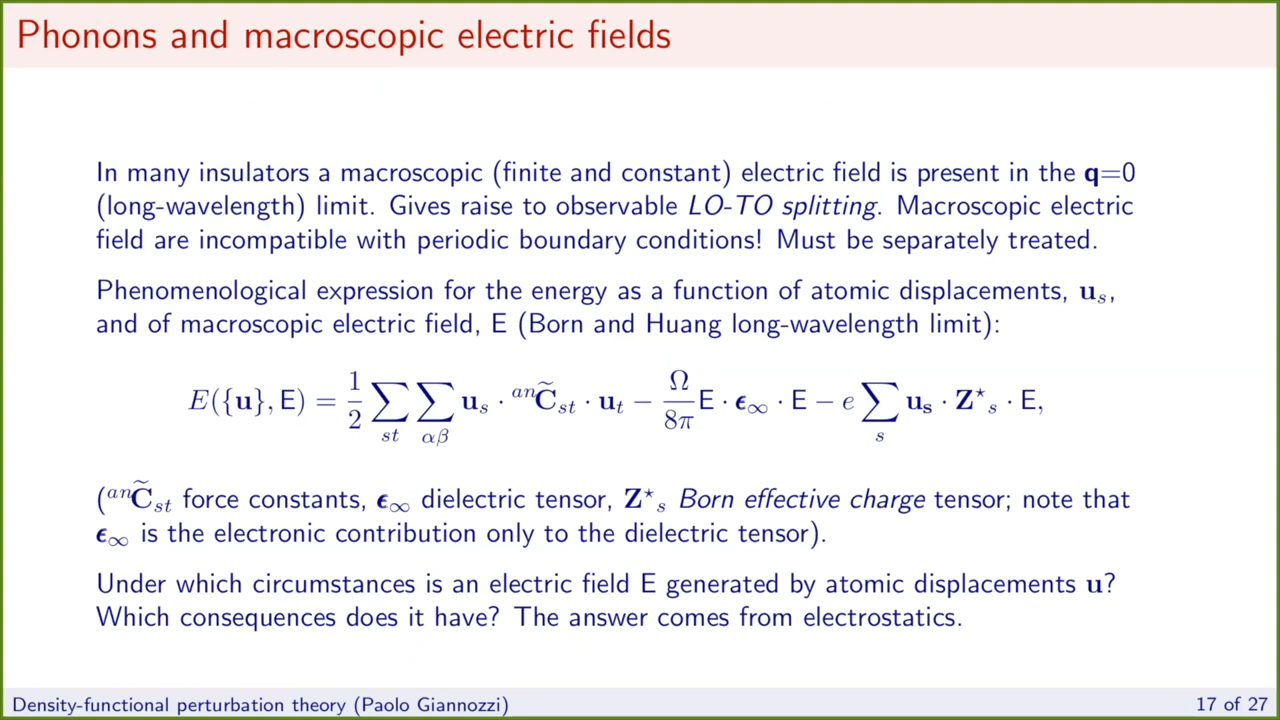 Phonons and macroscopic electric fields
In many insulators a macroscopic (finite and constant) electric field is present in the q=0
(long-wavelength) limit. Gives raise to observable LO-TO splitting. Macroscopic electric
field are incompatible with periodic boundary conditions! Must be separately treated.
Phenomenological expression for the energy as a function of atomic displacements, uₛ,
and of macroscopic electric field, E (Born and Huang long-wavelength limit):
E({u}, E) = 1/2 ∑_{st} ∑_{αβ} u_s · ^{an}C̃_{st} · u_t − Ω/8π E · ϵ_∞ · E − e ∑_s u_s · Z^⋆_s · E,
(^{an}C̃_{st} force constants, ϵ_∞ dielectric tensor, Z^⋆_s Born effective charge tensor; note that
ϵ_∞ is the electronic contribution only to the dielectric tensor).
Under which circumstances is an electric field E generated by atomic displacements u?
Which consequences does it have? The answer comes from electrostatics.
Density-functional perturbation theory (Paolo Giannozzi)
17 of 27